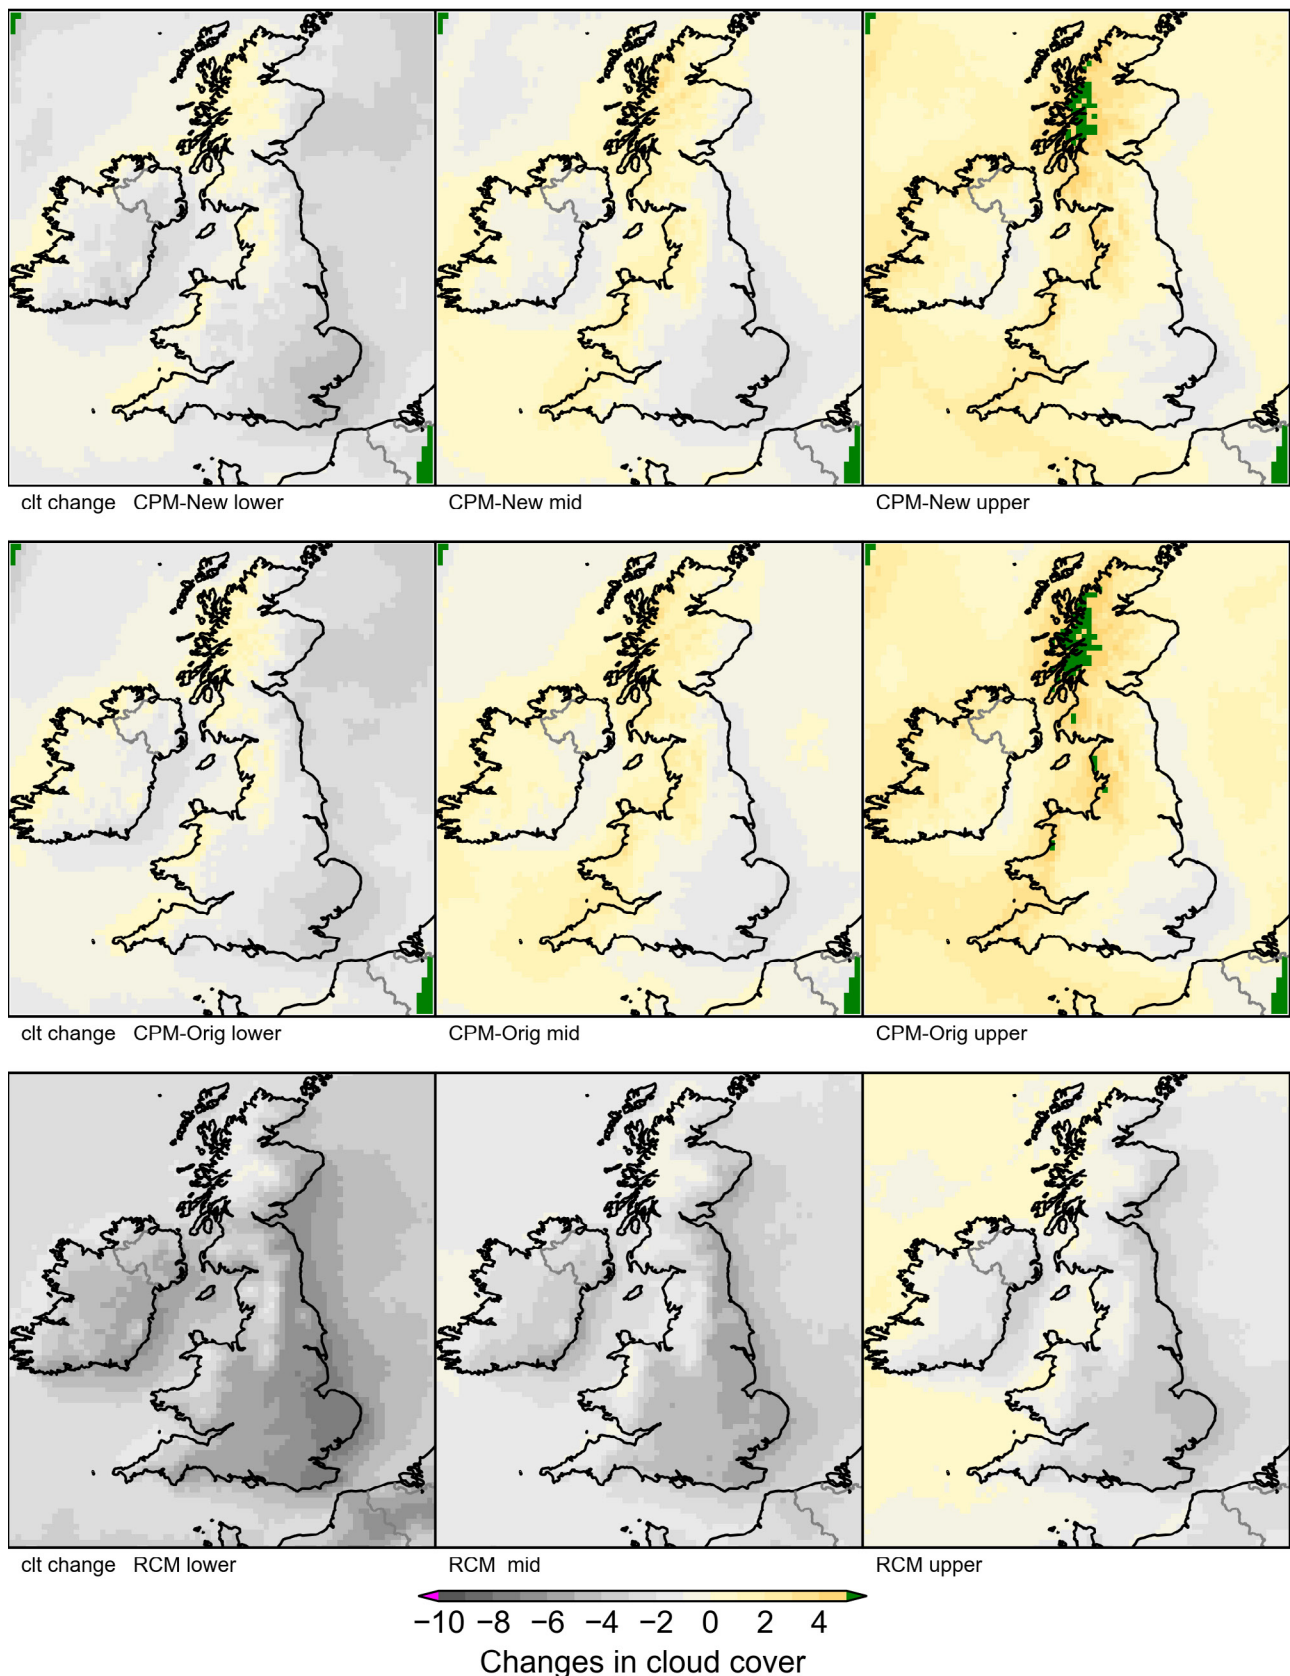 clt change CPM-New lower
CPM-New mid
CPM-New upper
clt change CPM-Orig lower
CPM-Orig mid
CPM-Orig upper
clt change RCM lower
RCM mid
RCM upper
−10 −8 −6 −4 −2 0 2 4
Changes in cloud cover